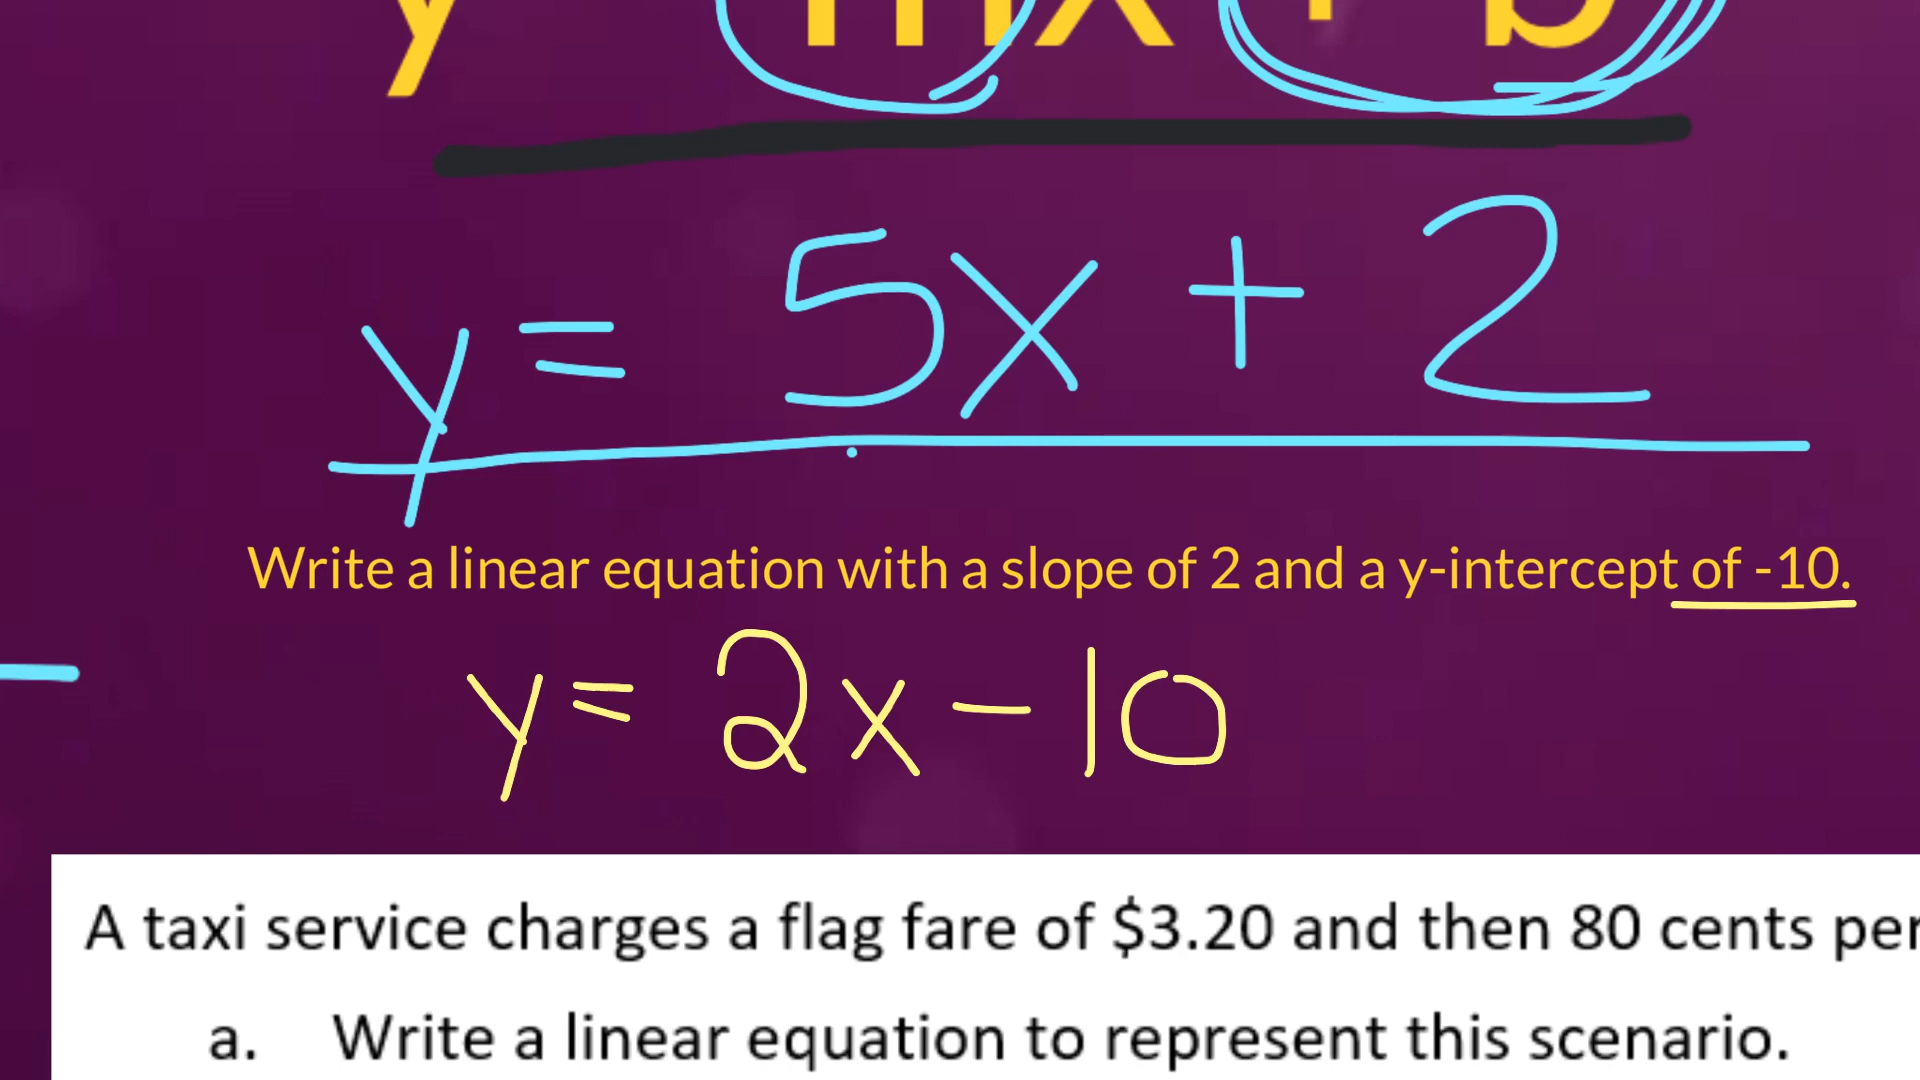 y mx + b
y = 5x + 2
Write a linear equation with a slope of 2 and a y-intercept of -10.
y = 2x - 10
A taxi service charges a flag fare of $3.20 and then 80 cents per
a. Write a linear equation to represent this scenario.